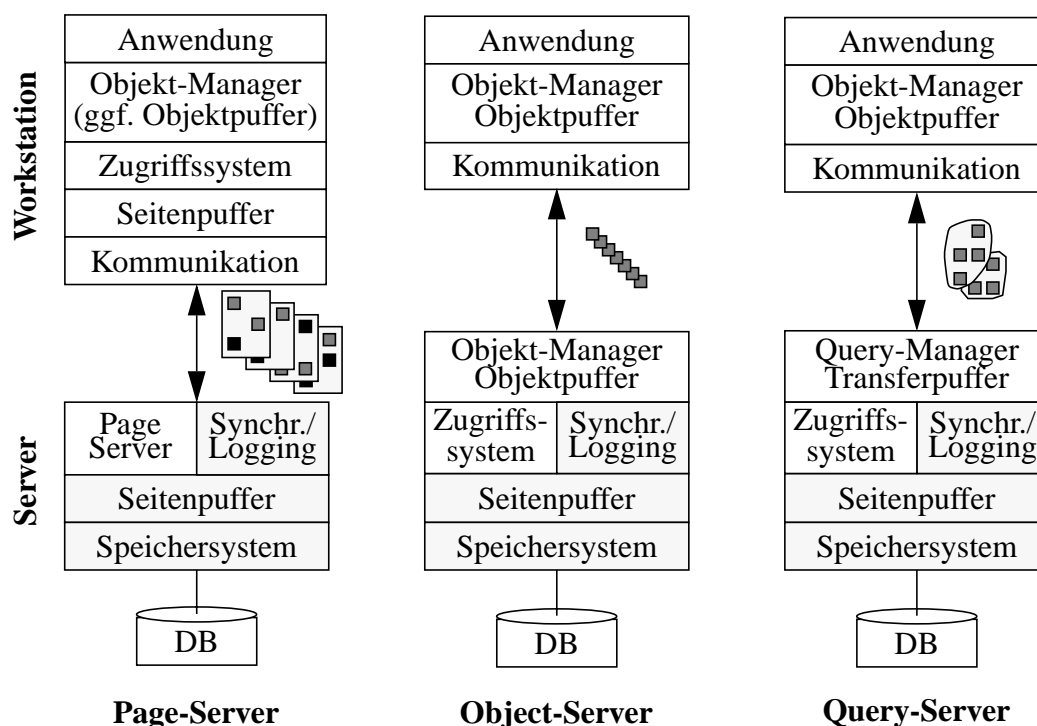 Workstation
Server
Anwendung
Objekt-Manager
(ggf. Objektpuffer)
Zugriffssystem
Seitenpuffer
Kommunikation
Page
Server
Synchr./
Logging
Seitenpuffer
Speichersystem
DB
Page-Server
Anwendung
Objekt-Manager
Objektpuffer
Kommunikation
Objekt-Manager
Objektpuffer
Zugriffs-
system
Synchr./
Logging
Seitenpuffer
Speichersystem
DB
Object-Server
Anwendung
Objekt-Manager
Objektpuffer
Kommunikation
Query-Manager
Transferpuffer
Zugriffs-
system
Synchr./
Logging
Seitenpuffer
Speichersystem
DB
Query-Server